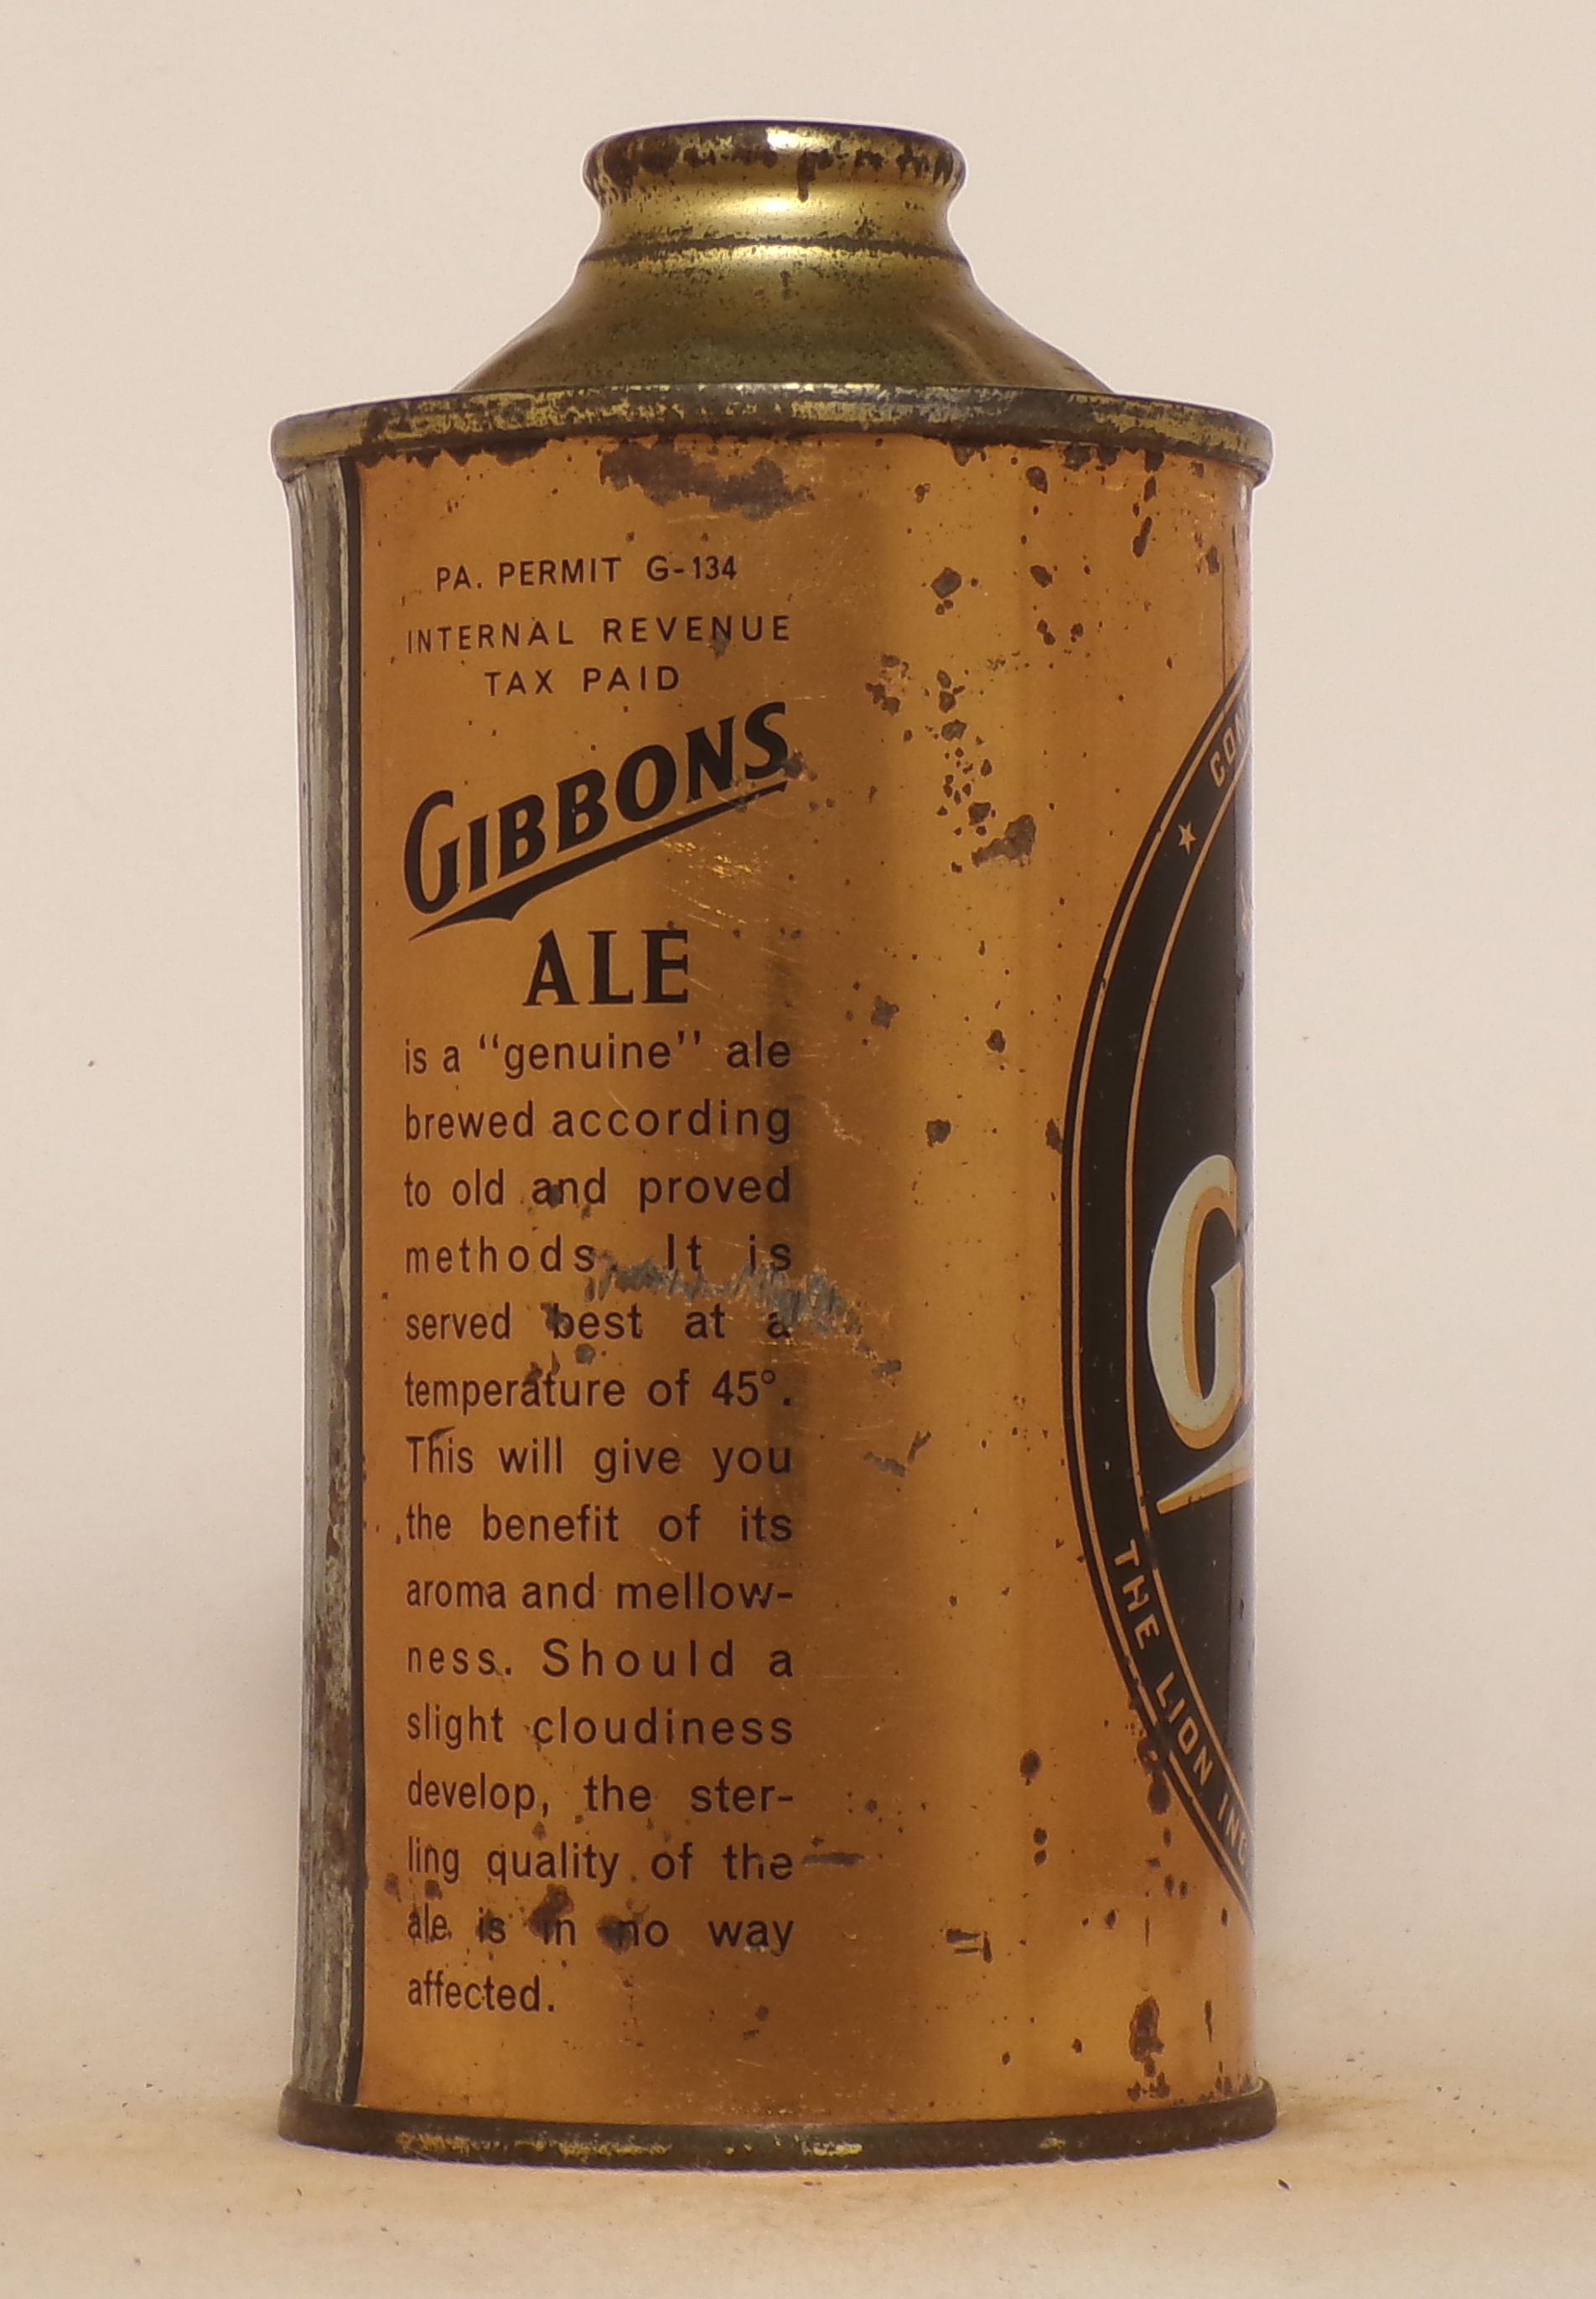 PA. PERMIT G-134
INTERNAL REVENUE
TAX PAID
GIBBONS
ALE
is a "genuine" ale
brewed according
to old and proved
methods. It is
served best at a
temperature of 45°.
This will give you
the benefit of its
aroma and mellow-
ness. Should a
slight cloudiness
develop, the ster-
ling quality of the
ale is in no way
affected.
THE LION INC